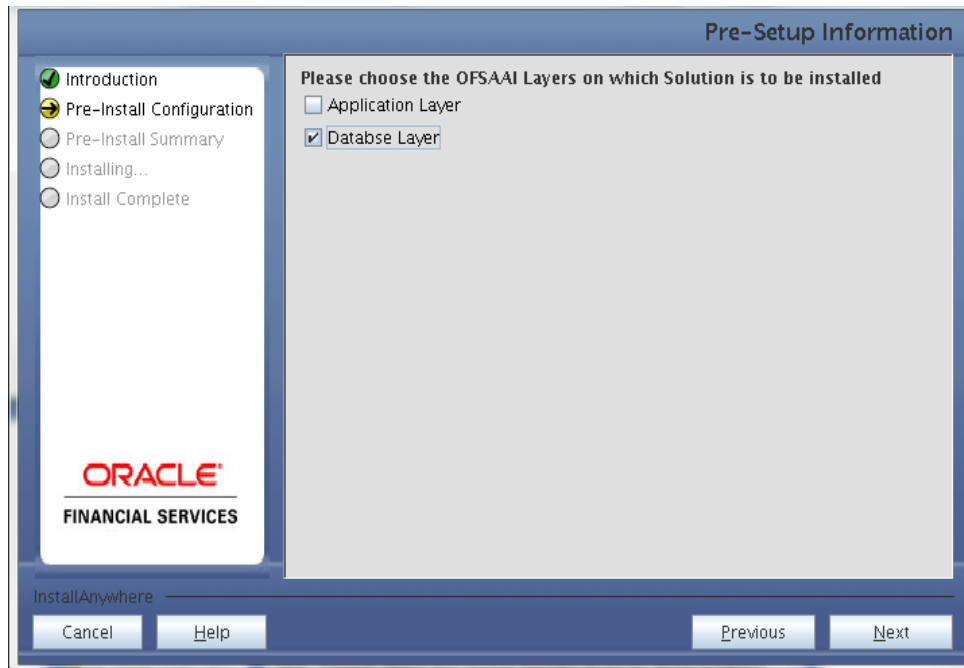 Pre-Setup Information
Introduction
Pre-Install Configuration
Pre-Install Summary
Installing...
Install Complete
Please choose the OFSAAI Layers on which Solution is to be installed
Application Layer
Databse Layer
ORACLE'
FINANCIAL SERVICES
InstallAnywhere
Cancel
Help
Previous
Next